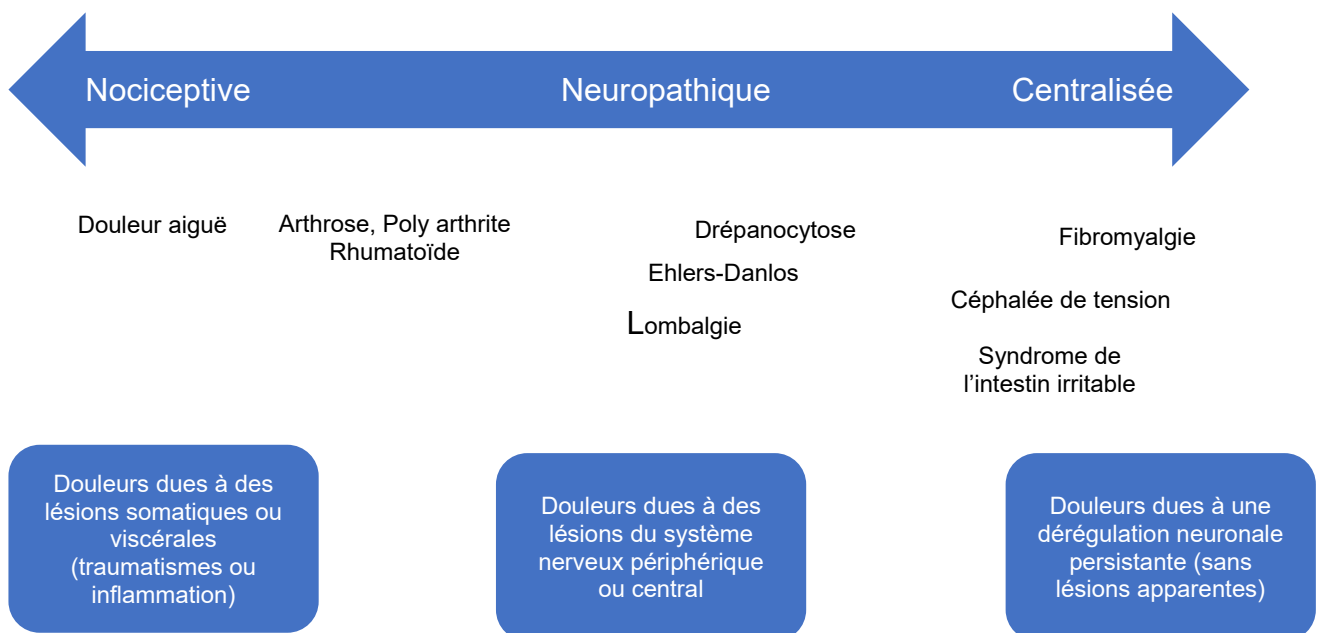 Nociceptive
Neuropathique
Centralisée
Douleur aiguë
Arthrose, Poly arthrite
Rhumatoïde
Drépanocytose
Ehlers-Danlos
Lombalgie
Fibromyalgie
Céphalée de tension
Syndrome de
l’intestin irritable
Douleurs dues à des
lésions somatiques ou
viscérales
(traumatismes ou
inflammation)
Douleurs dues à des
lésions du système
nerveux périphérique
ou central
Douleurs dues à une
dérégulation neuronale
persistante (sans
lésions apparentes)